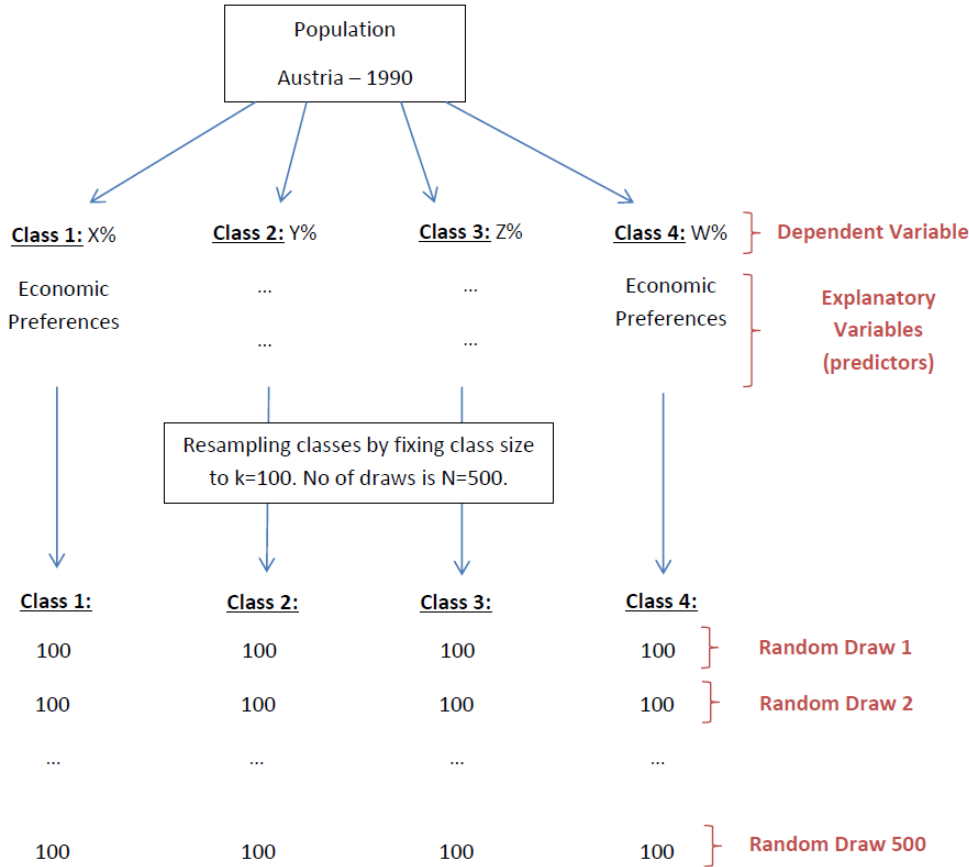 Population
Austria – 1990
Class 1: X% Class 2: Y% Class 3: Z% Class 4: W% Dependent Variable
Economic
Preferences
...
...
...
...
Economic
Preferences
Explanatory
Variables
(predictors)
Resampling classes by fixing class size
to k=100. No of draws is N=500.
Class 1: Class 2: Class 3: Class 4:
100 100 100 100 Random Draw 1
100 100 100 100 Random Draw 2
... ... ... ...
100 100 100 100 Random Draw 500